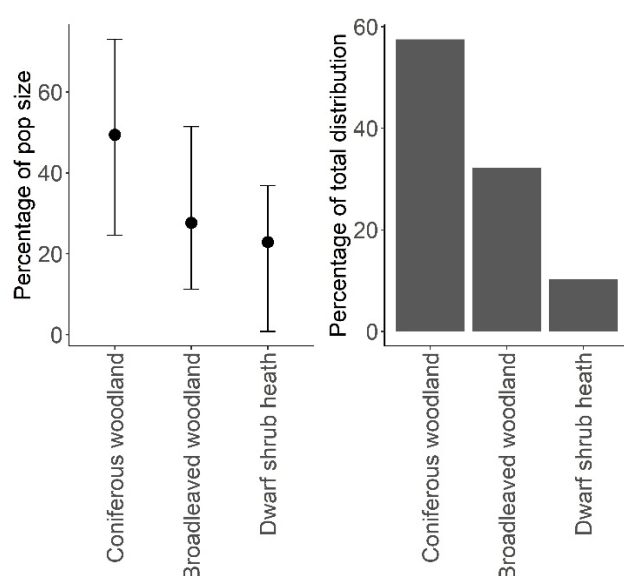 Percentage of pop size
60
40
20
0
Coniferous woodland
Broadleaved woodland
Dwarf shrub heath
Percentage of total distribution
60
40
20
0
Coniferous woodland
Broadleaved woodland
Dwarf shrub heath